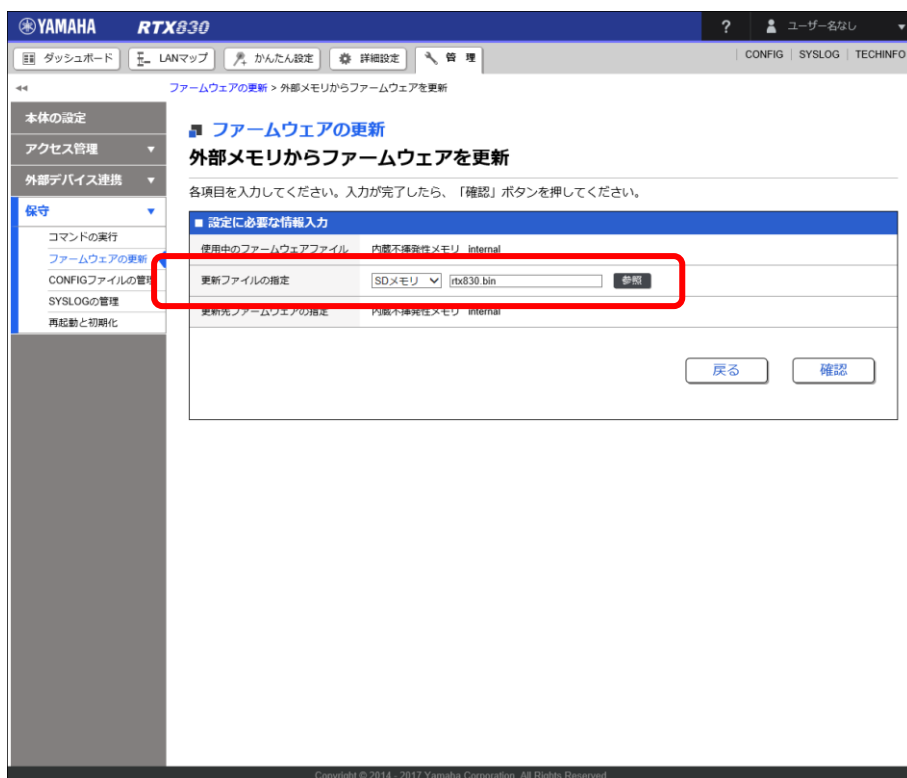 YAMAHA RTX830 ? ユーザー名なし ▼
ダッシュボード LANマップ かんたん設定 詳細設定 管 理 CONFIG | SYSLOG | TECHINFO
ファームウェアの更新 > 外部メモリからファームウェアを更新
本体の設定
アクセス管理 ▼
外部デバイス連携 ▼
保守 ▼
コマンドの実行
ファームウェアの更新
CONFIGファイルの管理
SYSLOGの管理
再起動と初期化
ファームウェアの更新
外部メモリからファームウェアを更新
各項目を入力してください。入力が完了したら、「確認」ボタンを押してください。
■ 設定に必要な情報入力
使用中のファームウェアファイル 内蔵不揮発性メモリ internal
更新ファイルの指定 SDメモリ rtx830.bin 参照
更新先ファームウェアの指定 内蔵不揮発性メモリ internal
戻る 確認
Copyright © 2014 - 2017 Yamaha Corporation. All Rights Reserved.